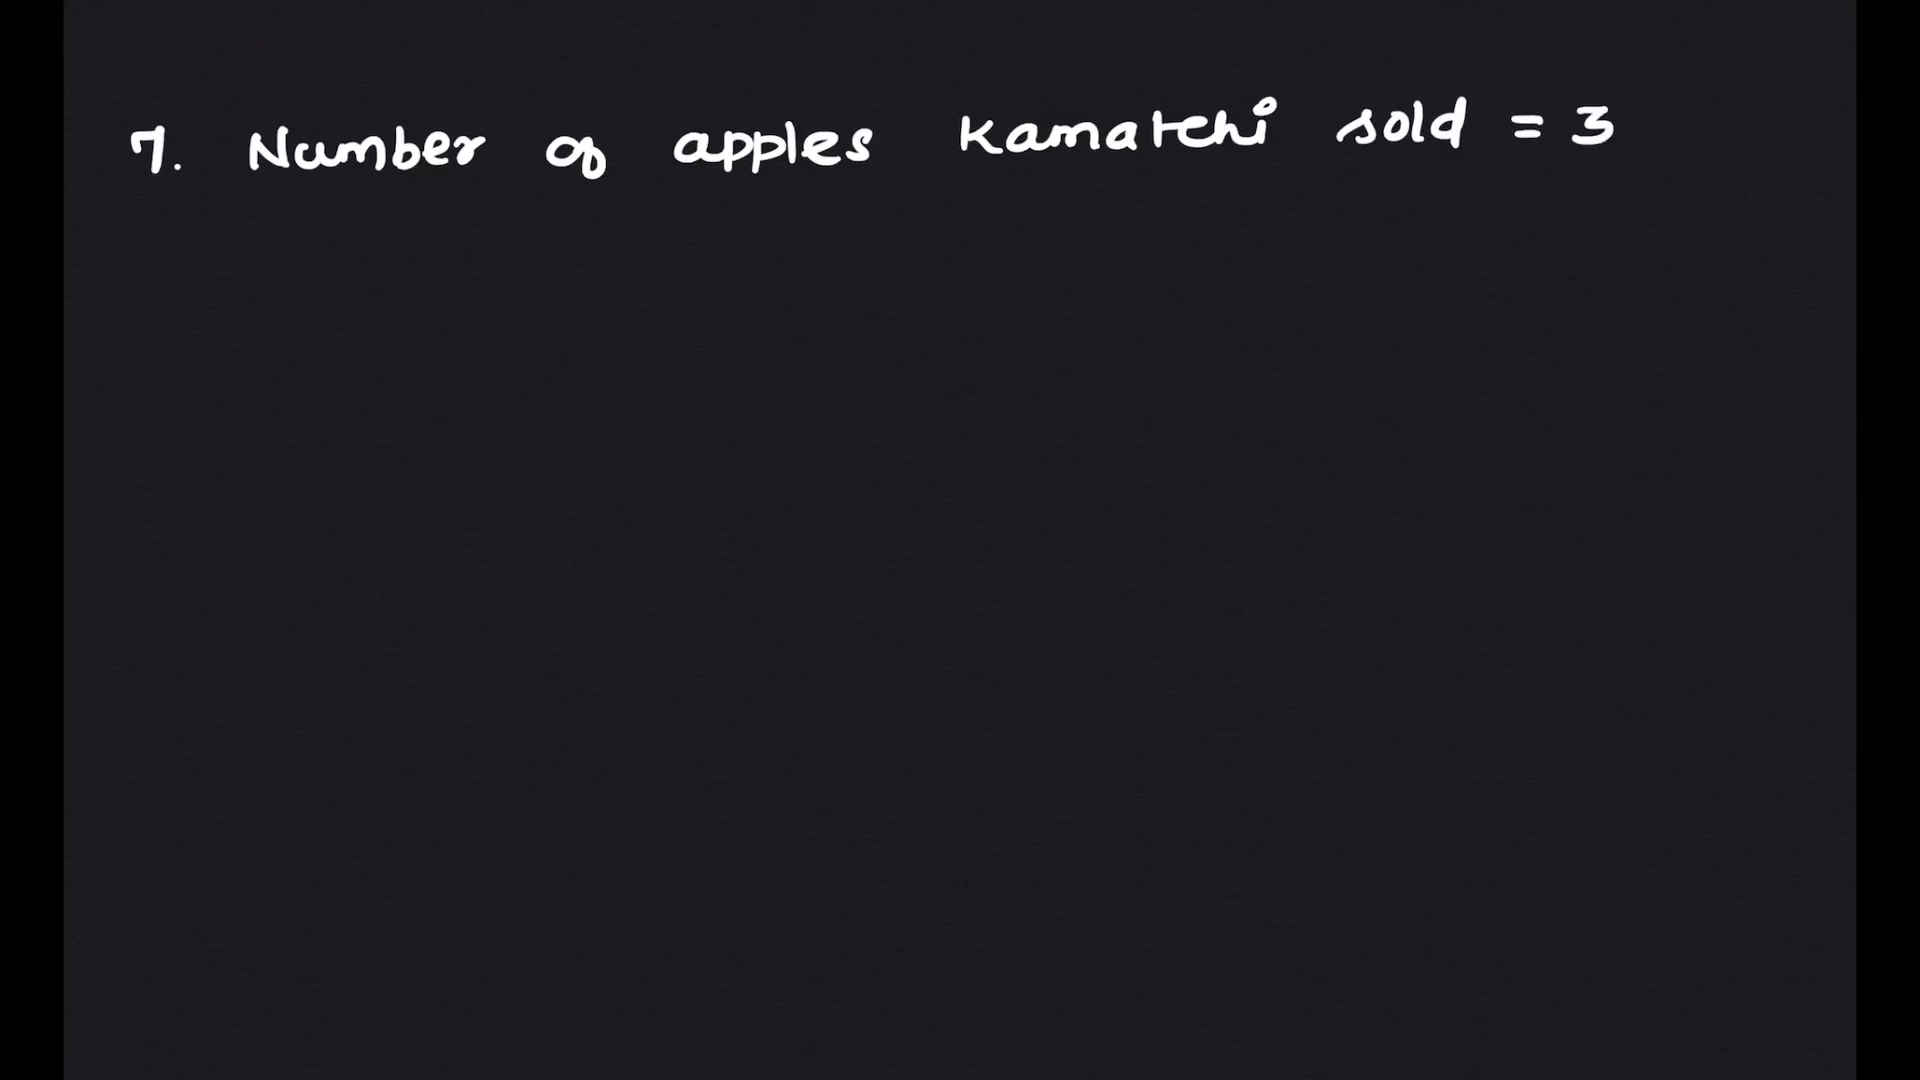 7. Number of apples Kamatchi sold = 3